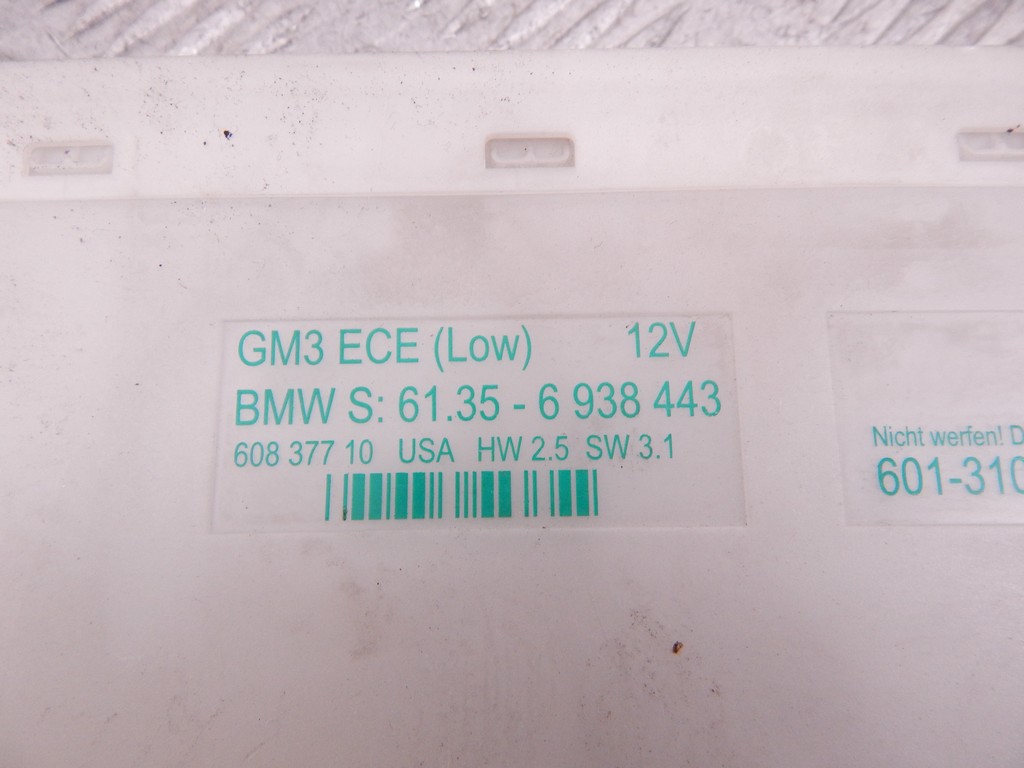 GM3 ECE (Low) 12V
BMW S: 61.35 - 6 938 443
608 377 10 USA HW 2.5 SW 3.1
Nicht werfen!
601-310